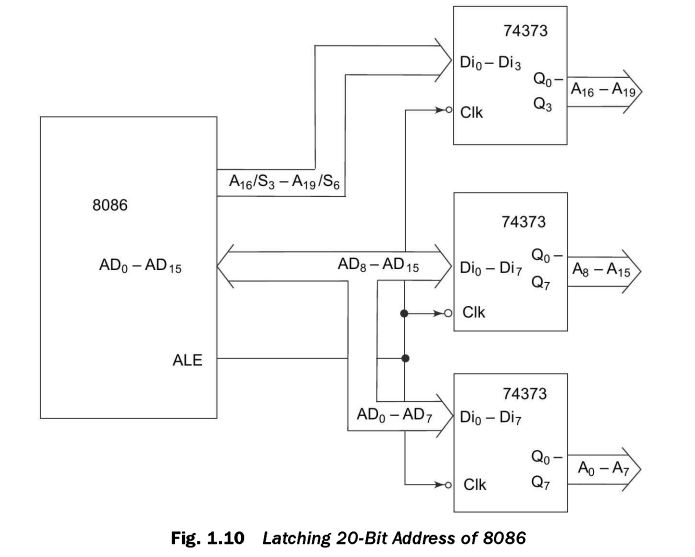 74373
Di₀ – Di₃
Q₀ –
A₁₆ – A₁₉
Q₃
Clk
A₁₆/S₃ – A₁₉/S₆
8086
74373
AD₀ – AD₁₅
AD₈ – AD₁₅
Di₀ – Di₇
Q₀ –
A₈ – A₁₅
Q₇
Clk
ALE
74373
AD₀ – AD₇
Di₀ – Di₇
Q₀ –
A₀ – A₇
Q₇
Clk
Fig. 1.10 Latching 20-Bit Address of 8086